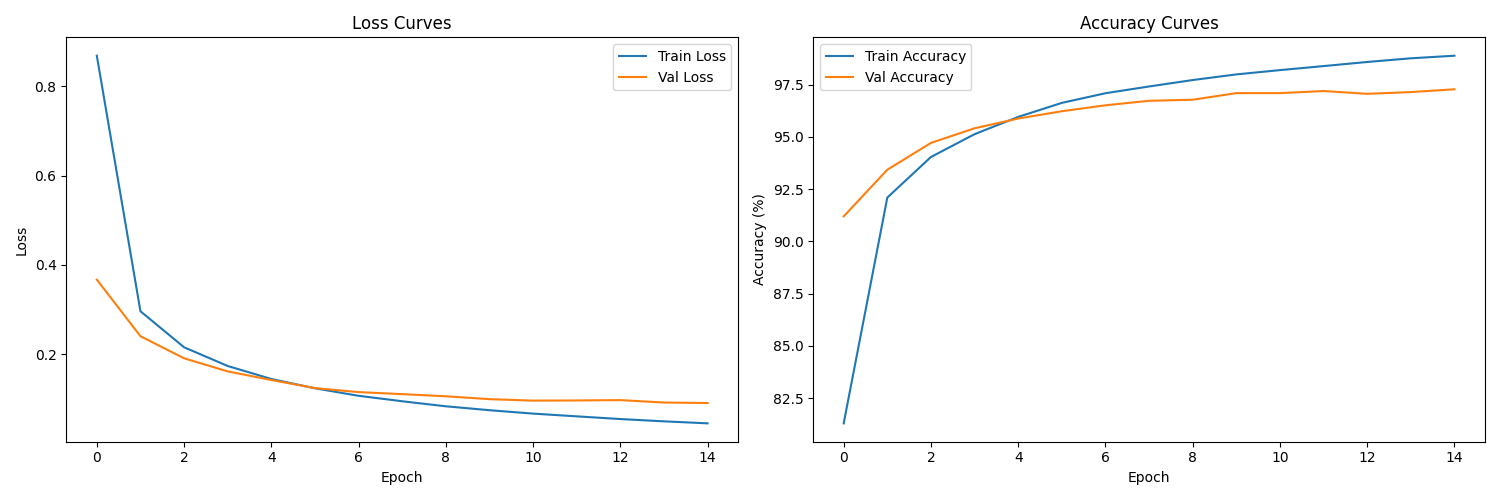 Loss Curves
Train Loss
Val Loss
0.8
0.6
0.4
0.2
Loss
0 2 4 6 8 10 12 14
Epoch
Accuracy Curves
Train Accuracy
Val Accuracy
97.5
95.0
92.5
90.0
87.5
85.0
82.5
Accuracy (%)
0 2 4 6 8 10 12 14
Epoch